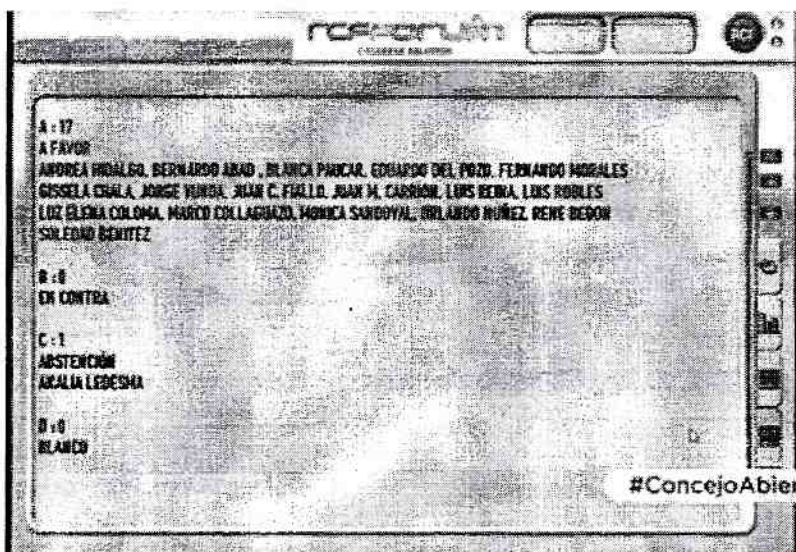 RCF
A : 17
A FAVOR
ANDREA HIDALGO, BERNARDO ABAD , BLANCA PAUCAR, EDUARDO DEL POZO, FERNANDO MORALES
GISSELA CHALA, JORGE YUNDA, JUAN C. FIALLO, JUAN M. CARRION, LUIS REINA, LUIS ROBLES
LUZ ELENA COLOMA, MARCO COLLAGUAZO, MONICA SANDOVAL, ORLANDO NUÑEZ, RENE BEDON
SOLEDAD BENITEZ
B : 0
EN CONTRA
C : 1
ABSTENCIÓN
ANALIA LEDESMA
D : 0
BLANCO
#ConcejoAbier